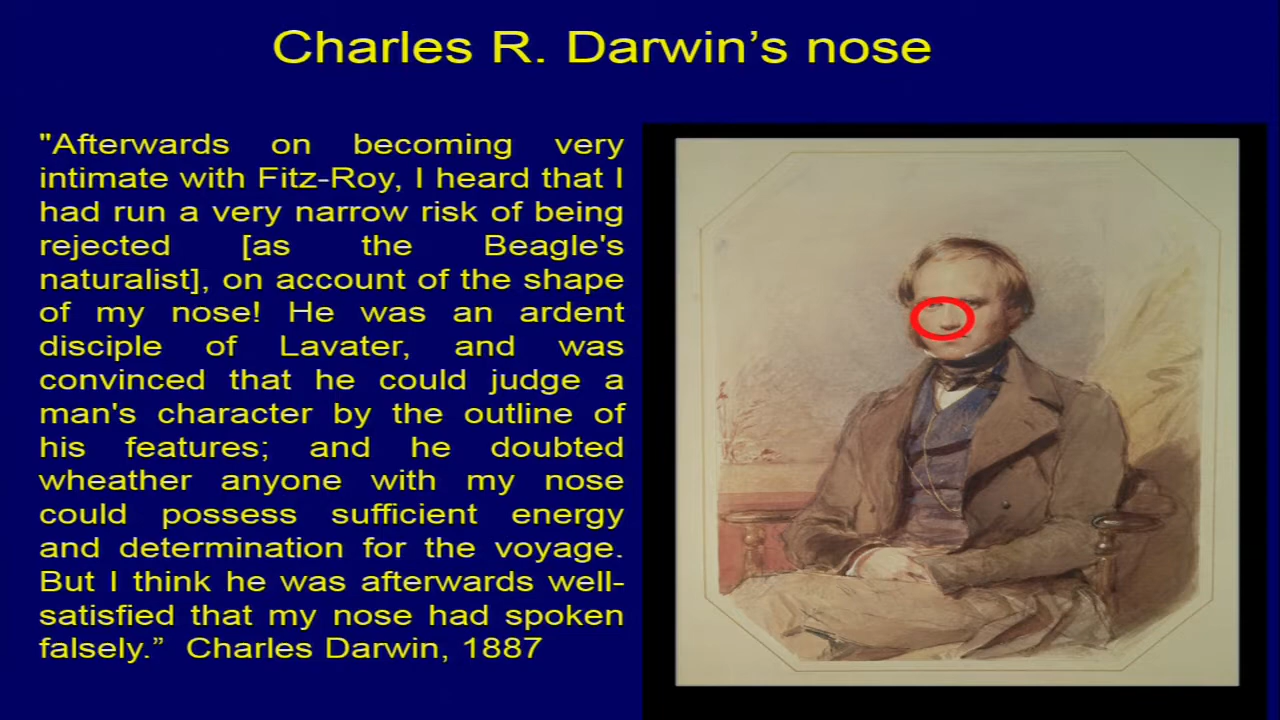 Charles R. Darwin’s nose
"Afterwards on becoming very
intimate with Fitz-Roy, I heard that I
had run a very narrow risk of being
rejected [as the Beagle's
naturalist], on account of the shape
of my nose! He was an ardent
disciple of Lavater, and was
convinced that he could judge a
man's character by the outline of
his features; and he doubted
wheather anyone with my nose
could possess sufficient energy
and determination for the voyage.
But I think he was afterwards well-
satisfied that my nose had spoken
falsely.” Charles Darwin, 1887